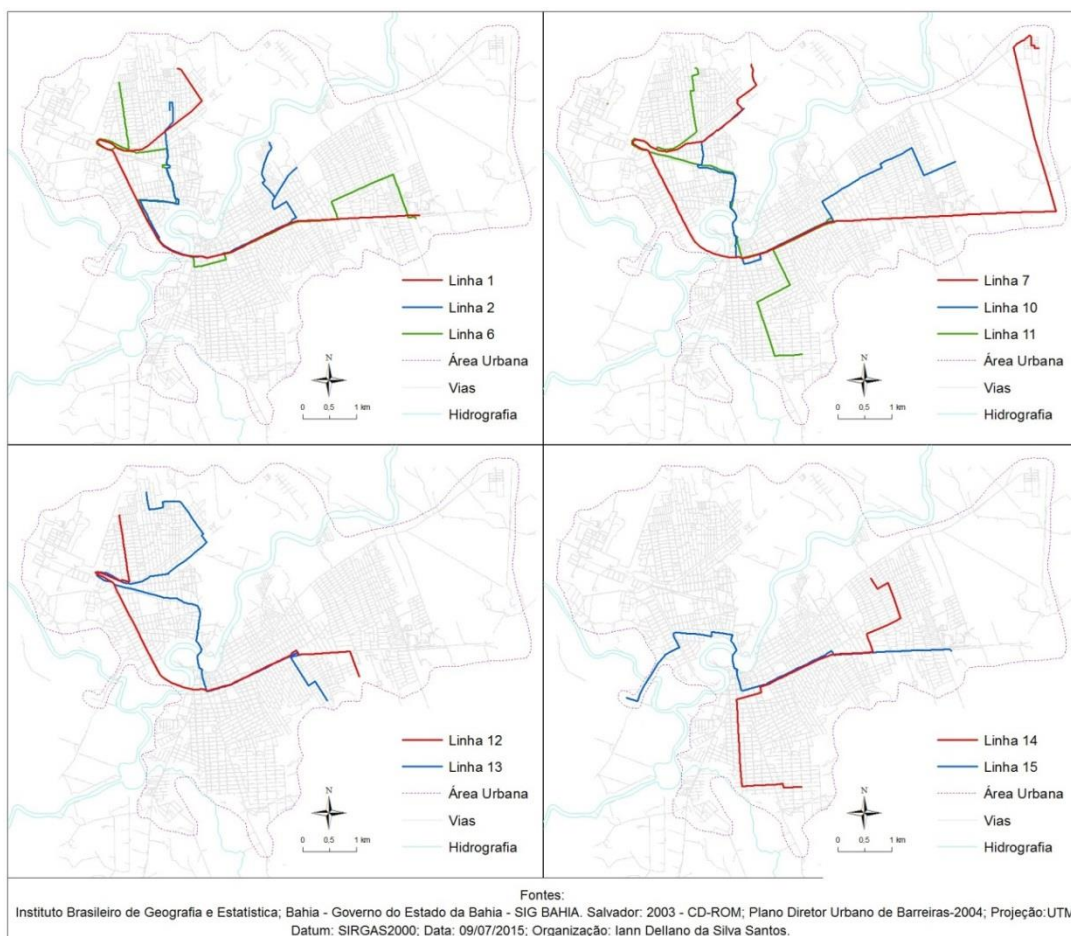 Linha 1
Linha 2
Linha 6
Área Urbana
Vias
Hidrografia
N
0 0,5 1 km
Linha 7
Linha 10
Linha 11
Área Urbana
Vias
Hidrografia
N
0 0,5 1 km
Linha 12
Linha 13
Área Urbana
Vias
Hidrografia
N
0 0,5 1 km
Linha 14
Linha 15
Área Urbana
Vias
Hidrografia
N
0 0,5 1 km
Fontes:
Instituto Brasileiro de Geografia e Estatística; Bahia - Governo do Estado da Bahia - SIG BAHIA. Salvador: 2003 - CD-ROM; Plano Diretor Urbano de Barreiras-2004; Projeção:UTM
Datum: SIRGAS2000; Data: 09/07/2015; Organização: Iann Dellano da Silva Santos.